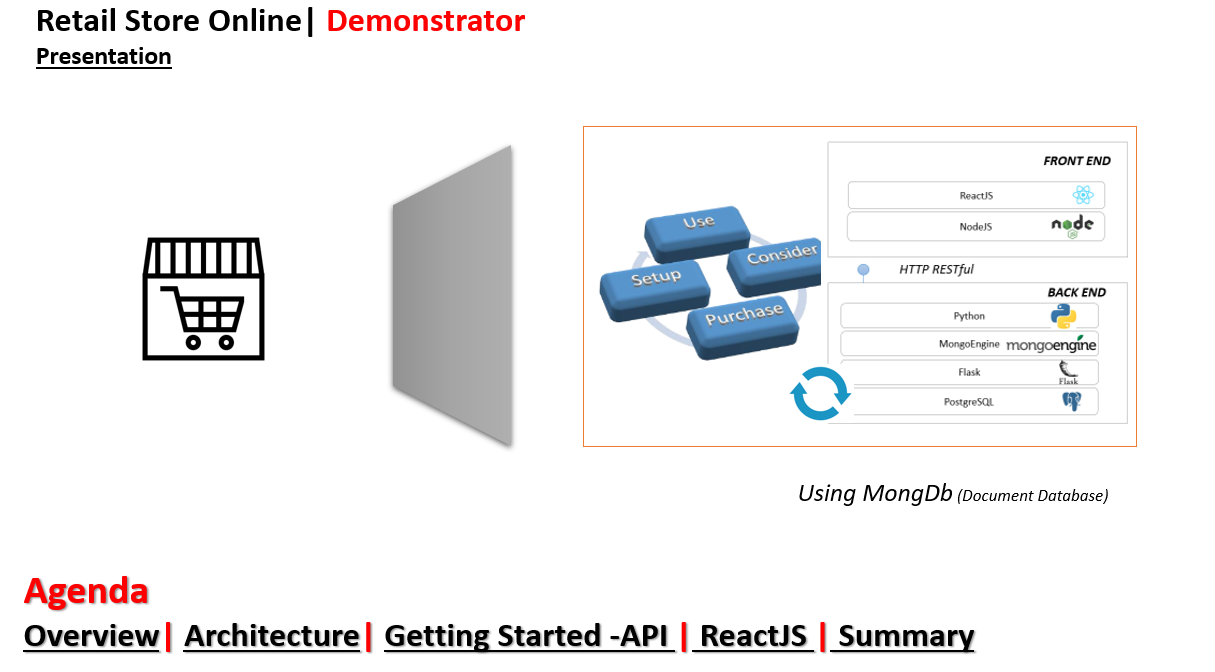 Retail Store Online| Demonstrator
Presentation
FRONT END
ReactJS
NodeJS
node
JS
HTTP RESTful
BACK END
Python
MongoEngine mongoengine
Flask
Flask
PostgreSQL
Use
Consider
Setup
Purchase
Using MongDb (Document Database)
Agenda
Overview| Architecture| Getting Started -API | ReactJS | Summary